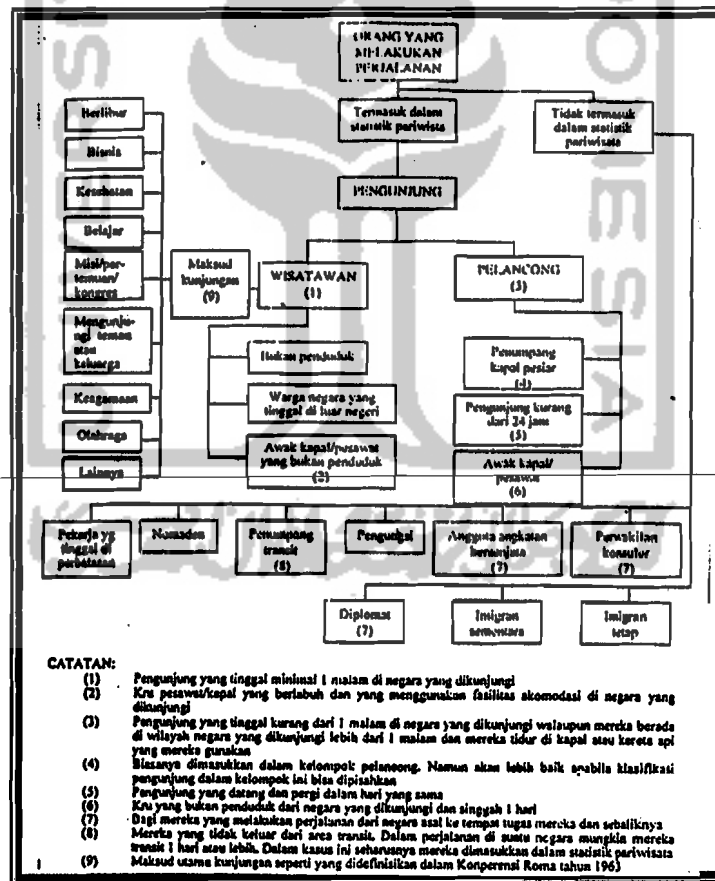 ORANG YANG
MELAKUKAN
PERJALANAN
Termasuk dalam
statistik pariwista
Tidak termasuk
dalam statistik
pariwisata
PENGUNJUNG
Berlibur
Bisnis
Kesehatan
Belajar
Misi/per-
temuan/
kongres
Mengunju-
ngi teman
atau
keluarga
Keagamaan
Olahraga
Lainnya
Maksud
kunjungan
(9)
WISATAWAN
(1)
PELANCONG
(3)
Bukan penduduk
Warga negara yang
tinggal di luar negeri
Awak kapal/pesawat
yang bukan penduduk
(2)
Penumpang
kapol pesiar
(4)
Pengunjung kurang
dari 24 jam
(5)
Awak kapal/
pesawat
(6)
Pekerja yg
tinggal di
perbatasan
Nomaden
Penumpang
transit
(8)
Pengungsi
Anggota angkatan
bersenjata
(7)
Perwakilan
konsulur
(7)
Diplomat
(7)
Imigran
sementara
Imigran
tetap
CATATAN:
(1) Pengunjung yang tinggal minimal 1 malam di negara yang dikunjungi
(2) Kru pesawat/kapal yang berlabuh dan yang menggunakan fasilitas akomodasi di negara yang
dikunjungi
(3) Pengunjung yang tinggal kurang dari 1 malam di negara yang dikunjungi walaupun mereka berada
di wilayah negara yang dikunjungi lebih dari 1 malam dan mereka tidur di kapal atau kereta api
yang mereka gunakan
(4) Biasanya dimasukkan dalam kelompok pelancong. Namun akan lebih baik apabila klasifikasi
pengunjung dalam kelompok ini bisa dipisahkan
(5) Pengunjung yang datang dan pergi dalam hari yang sama
(6) Kru yang bukan penduduk dari negara yang dikunjungi dan singgah 1 hari
(7) Bagi mereka yang melakukan perjalanan dari negara asal ke tempat tugas mereka dan sebaliknya
(8) Mereka yang tidak keluar dari area transit. Dalam perjalanan di suatu negara mungkin mereka
transit 1 hari atau lebih. Dalam kasus ini seharusnya mereka dimasukkan dalam statistik pariwisata
(9) Maksud utama kunjungan seperti yang didefinisikan dalam Konperensi Roma tahun 1963